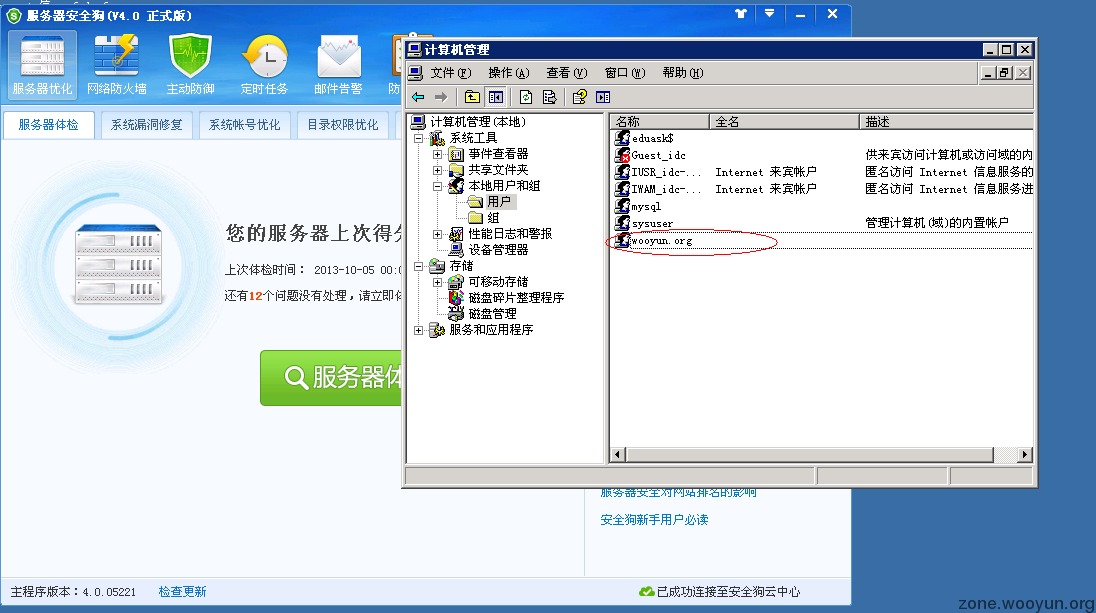 服务器安全狗(V4.0 正式版)
服务器优化
网络防火墙
主动防御
定时任务
邮件告警
服务器体检
系统漏洞修复
系统帐号优化
目录权限优化
您的服务器上次得
上次体检时间： 2013-10-05 00:
还有12个问题没有处理，请立即
服务器体
服务器安全对网站排名的影响
安全狗新手用户必读
主程序版本：4.0.05221
检查更新
已成功连接至安全狗云中心
计算机管理
文件(F) 操作(A) 查看(V) 窗口(W) 帮助(H)
计算机管理(本地)
系统工具
事件查看器
共享文件夹
本地用户和组
用户
组
性能日志和警报
设备管理器
存储
可移动存储
磁盘碎片整理程序
磁盘管理
服务和应用程序
名称 全名 描述
eduask$
Guest_idc 供来宾访问计算机或访问域的内
IUSR_idc-... Internet 来宾帐户 匿名访问 Internet 信息服务的
IWAM_idc-... Internet 来宾帐户 匿名访问 Internet 信息服务进
mysql
sysuser 管理计算机(域)的内置帐户
wooyun.org
zone.wooyun.org